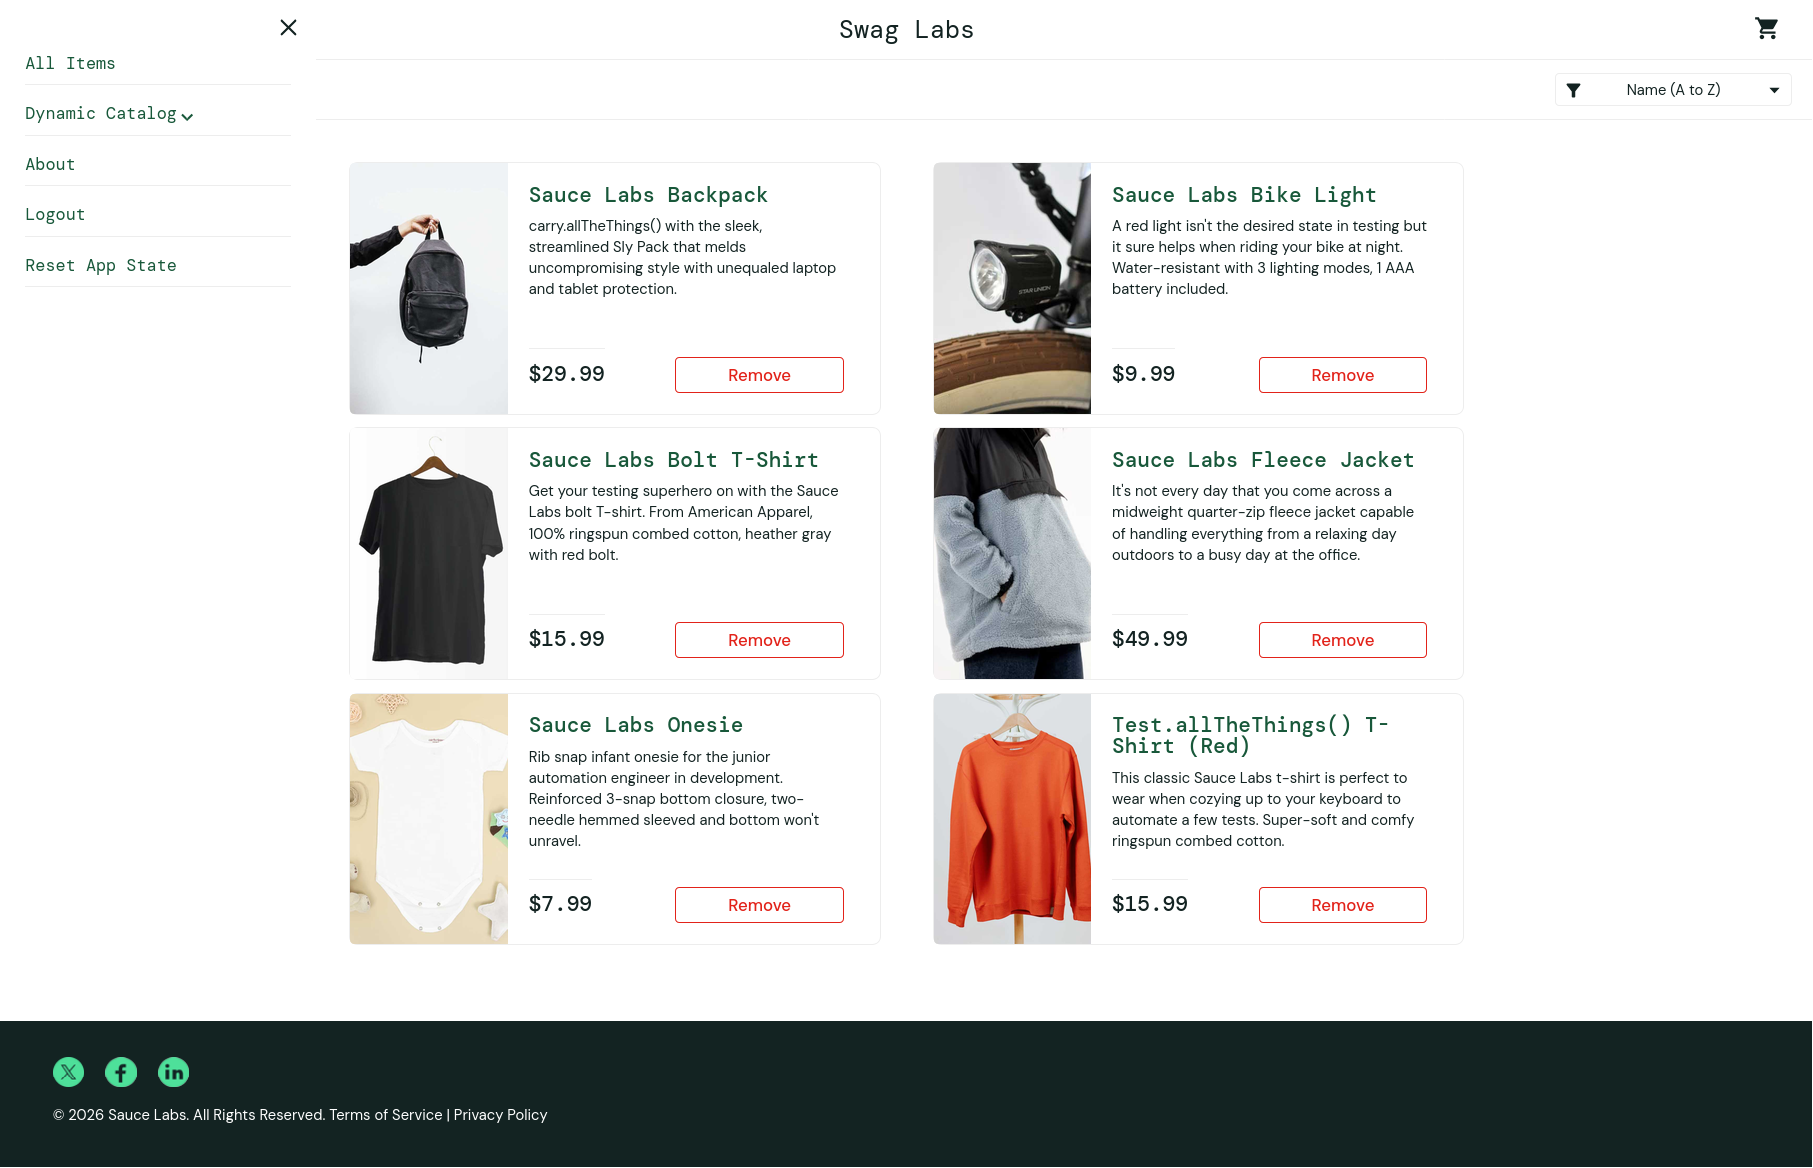 Swag Labs
All Items
Dynamic Catalog
About
Logout
Reset App State
Name (A to Z)
Sauce Labs Backpack
carry.allTheThings() with the sleek,
streamlined Sly Pack that melds
uncompromising style with unequaled laptop
and tablet protection.
$29.99
Remove
Sauce Labs Bike Light
A red light isn't the desired state in testing but
it sure helps when riding your bike at night.
Water-resistant with 3 lighting modes, 1 AAA
battery included.
$9.99
Remove
STAR UNION
Sauce Labs Bolt T-Shirt
Get your testing superhero on with the Sauce
Labs bolt T-shirt. From American Apparel,
100% ringspun combed cotton, heather gray
with red bolt.
$15.99
Remove
Sauce Labs Fleece Jacket
It's not every day that you come across a
midweight quarter-zip fleece jacket capable
of handling everything from a relaxing day
outdoors to a busy day at the office.
$49.99
Remove
Sauce Labs Onesie
Rib snap infant onesie for the junior
automation engineer in development.
Reinforced 3-snap bottom closure, two-
needle hemmed sleeved and bottom won't
unravel.
$7.99
Remove
Test.allTheThings() T-
Shirt (Red)
This classic Sauce Labs t-shirt is perfect to
wear when cozying up to your keyboard to
automate a few tests. Super-soft and comfy
ringspun combed cotton.
$15.99
Remove
© 2026 Sauce Labs. All Rights Reserved. Terms of Service | Privacy Policy